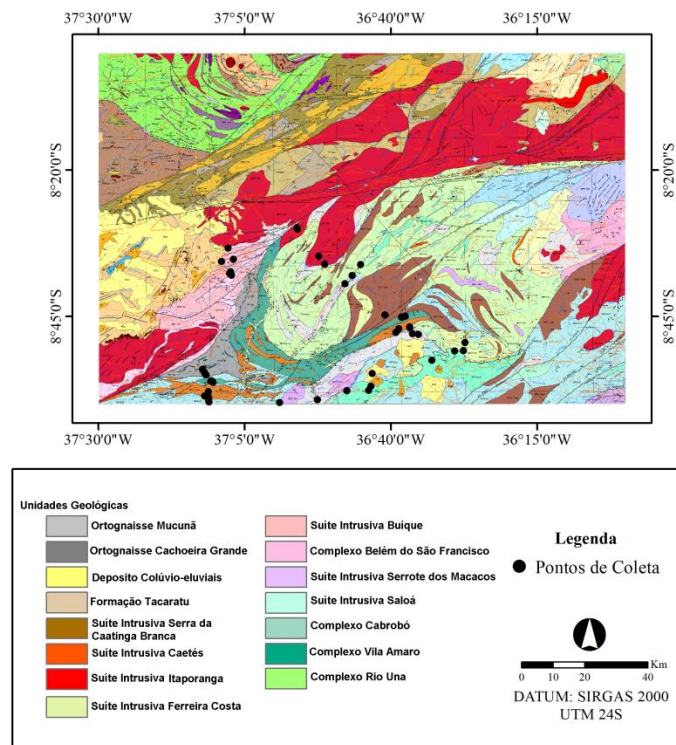 37°30'0"W 37°5'0"W 36°40'0"W 36°15'0"W
8°20'0"S 8°20'0"S
8°45'0"S 8°45'0"S
37°30'0"W 37°5'0"W 36°40'0"W 36°15'0"W
Unidades Geológicas
Ortognaisse Mucunã
Ortognaisse Cachoeira Grande
Deposito Colúvio-eluviais
Formação Tacaratu
Suíte Intrusiva Serra da
Caatinga Branca
Suíte Intrusiva Caetés
Suíte Intrusiva Itaporanga
Suíte Intrusiva Ferreira Costa
Suíte Intrusiva Buíque
Complexo Belém do São Francisco
Suíte Intrusiva Serrote dos Macacos
Suíte Intrusiva Saloá
Complexo Cabrobó
Complexo Vila Amaro
Complexo Rio Una
Legenda
Pontos de Coleta
Km
0 10 20 40
DATUM: SIRGAS 2000
UTM 24S